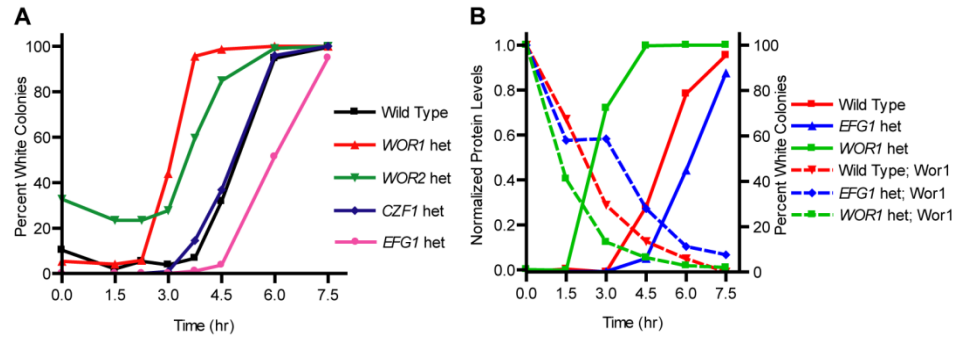 A
Percent White Colonies
100
80
60
40
20
0
0.0 1.5 3.0 4.5 6.0 7.5
Time (hr)
Wild Type
WOR1 het
WOR2 het
CZF1 het
EFG1 het
B
Normalized Protein Levels
1.0
0.8
0.6
0.4
0.2
0.0
0.0 1.5 3.0 4.5 6.0 7.5
Time (hr)
100
80
60
40
20
0
Percent White Colonies
Wild Type
EFG1 het
WOR1 het
Wild Type; Wor1
EFG1 het; Wor1
WOR1 het; Wor1